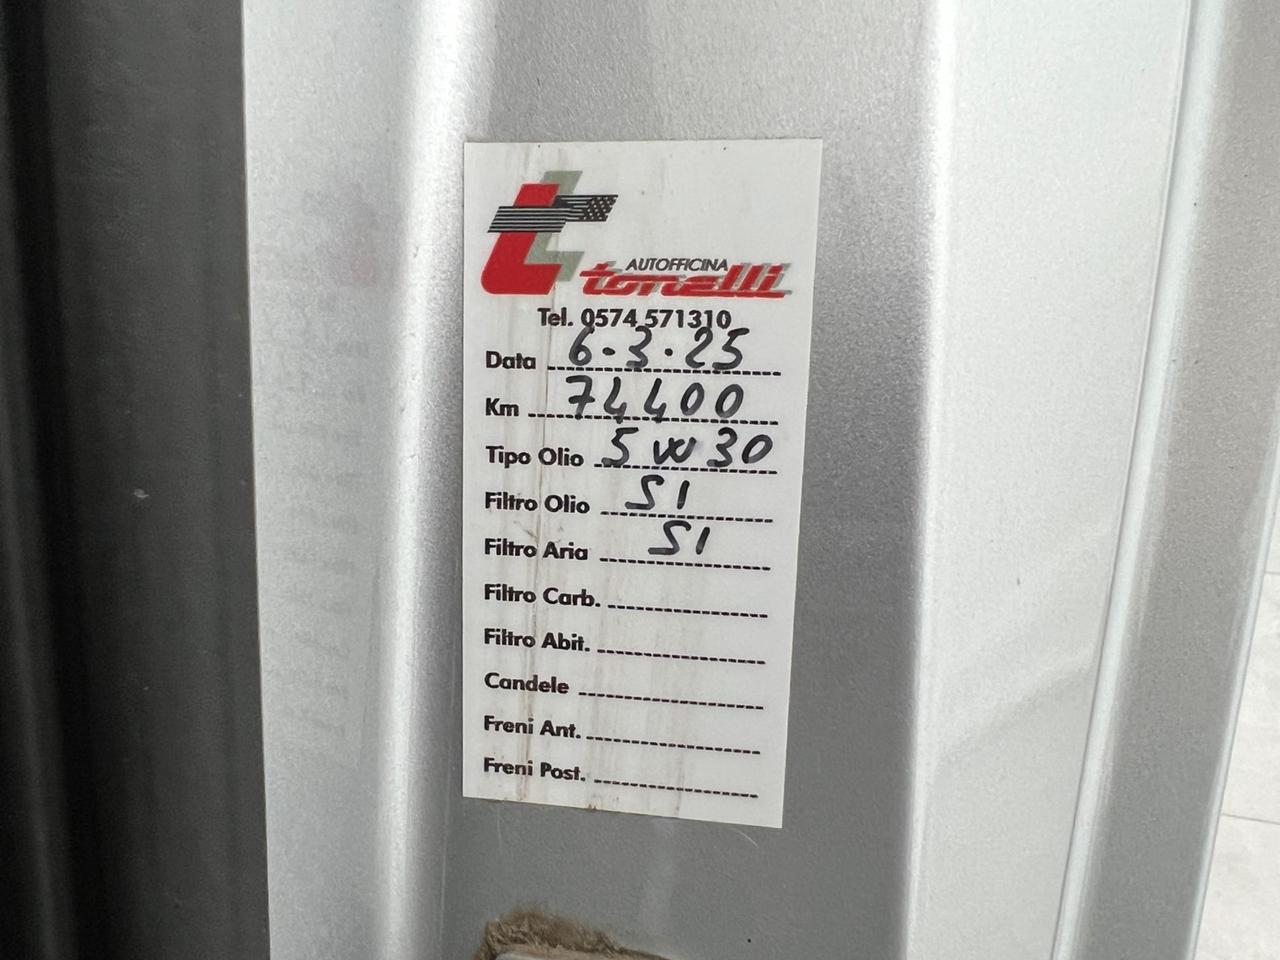 AUTOFFICINA
tonelli
Tel. 0574 571310
Data 6.3.25
Km 74400
Tipo Olio 5W30
Filtro Olio SI
Filtro Aria SI
Filtro Carb.
Filtro Abit.
Candele
Freni Ant.
Freni Post.